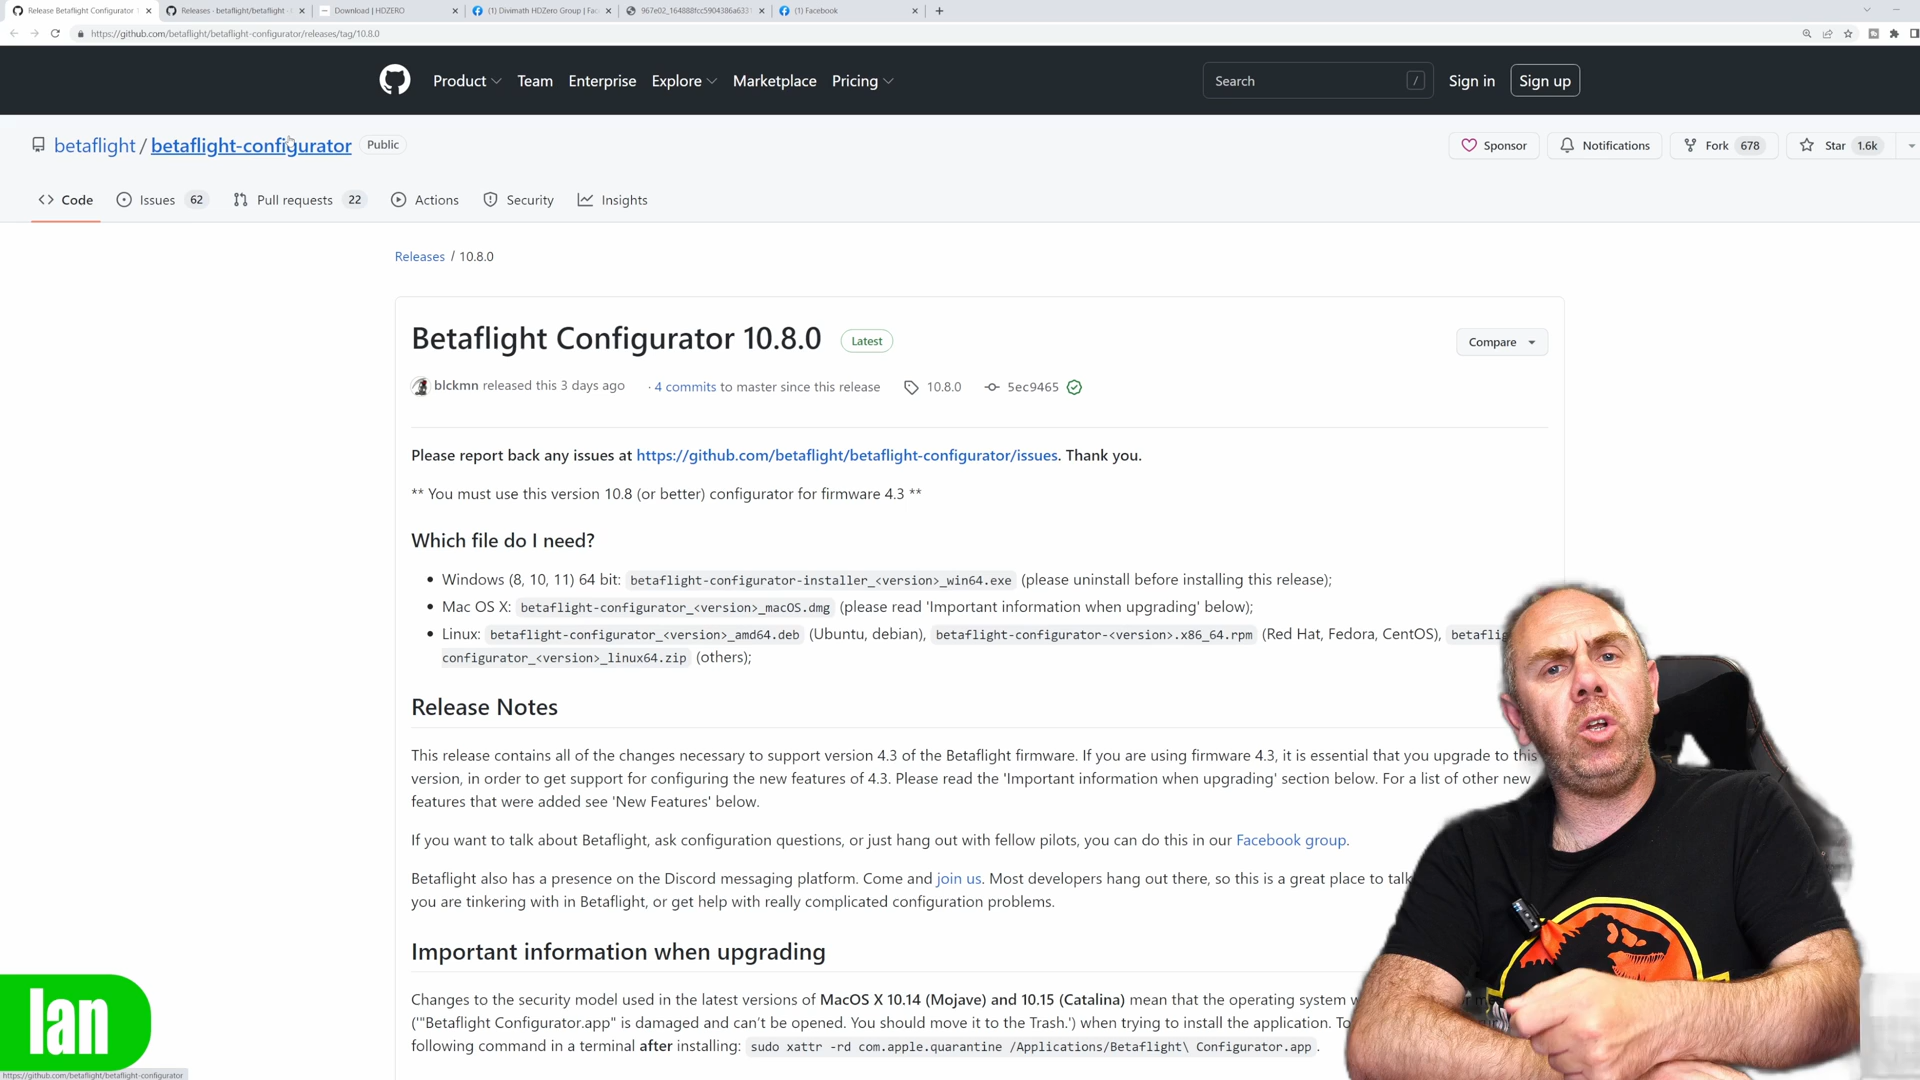 Release Betaflight Configurator
Releases · betaflight/betaflight ·
Download | HDZERO
(1) Divimath HDZero Group | Fac
967e02_164888fcc5904386a633
(1) Facebook
https://github.com/betaflight/betaflight-configurator/releases/tag/10.8.0
Product
Team
Enterprise
Explore
Marketplace
Pricing
Search
/
Sign in
Sign up
betaflight / betaflight-configurator
Public
Sponsor
Notifications
Fork 678
Star 1.6k
Code
Issues 62
Pull requests 22
Actions
Security
Insights
Releases / 10.8.0
Betaflight Configurator 10.8.0
Latest
Compare
blckmn released this 3 days ago
· 4 commits to master since this release
10.8.0
5ec9465
Please report back any issues at https://github.com/betaflight/betaflight-configurator/issues. Thank you.
** You must use this version 10.8 (or better) configurator for firmware 4.3 **
Which file do I need?
• Windows (8, 10, 11) 64 bit: betaflight-configurator-installer_<version>_win64.exe (please uninstall before installing this release);
• Mac OS X: betaflight-configurator_<version>_macOS.dmg (please read 'Important information when upgrading' below);
• Linux: betaflight-configurator_<version>_amd64.deb (Ubuntu, debian), betaflight-configurator-<version>.x86_64.rpm (Red Hat, Fedora, CentOS), betaflig
configurator_<version>_linux64.zip (others);
Release Notes
This release contains all of the changes necessary to support version 4.3 of the Betaflight firmware. If you are using firmware 4.3, it is essential that you upgrade to this
version, in order to get support for configuring the new features of 4.3. Please read the 'Important information when upgrading' section below. For a list of other new
features that were added see 'New Features' below.
If you want to talk about Betaflight, ask configuration questions, or just hang out with fellow pilots, you can do this in our Facebook group.
Betaflight also has a presence on the Discord messaging platform. Come and join us. Most developers hang out there, so this is a great place to talk
you are tinkering with in Betaflight, or get help with really complicated configuration problems.
Important information when upgrading
Changes to the security model used in the latest versions of MacOS X 10.14 (Mojave) and 10.15 (Catalina) mean that the operating system w
('"Betaflight Configurator.app" is damaged and can't be opened. You should move it to the Trash.') when trying to install the application. To
following command in a terminal after installing: sudo xattr -rd com.apple.quarantine /Applications/Betaflight\ Configurator.app .
Ian
https://github.com/betaflight/betaflight-configurator